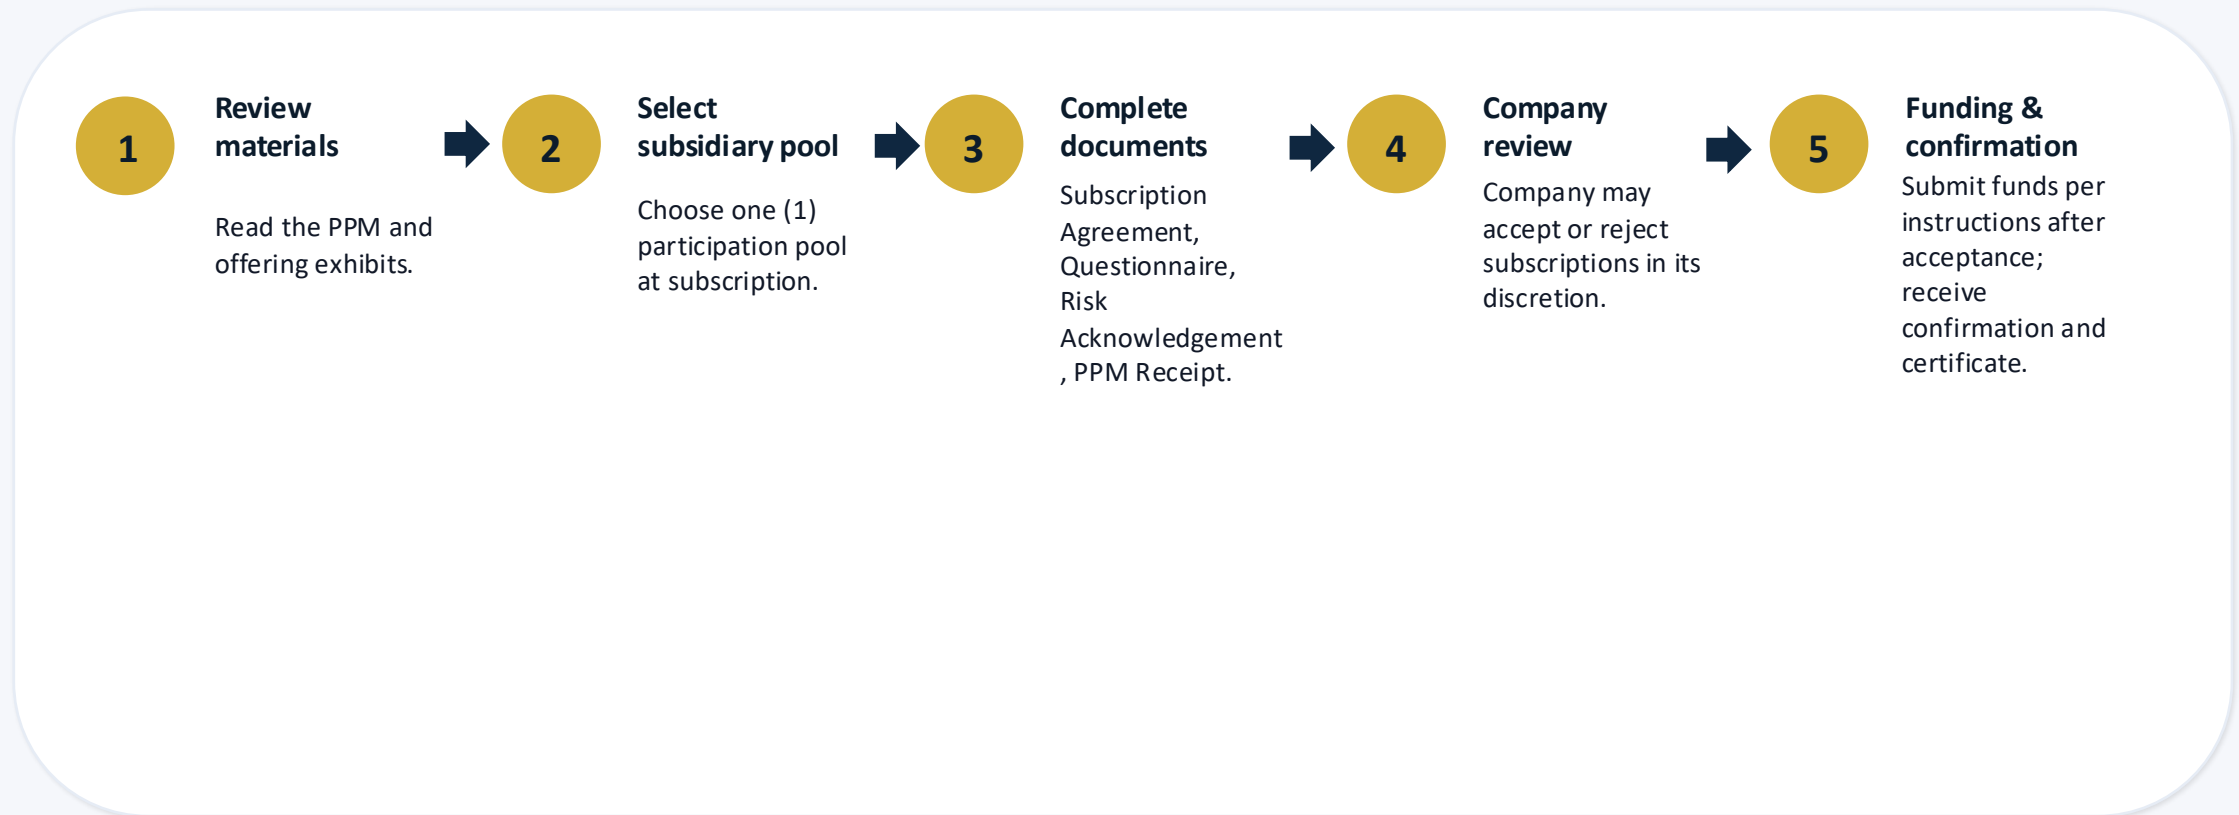 1
Review
materials
Read the PPM and
offering exhibits.
2
Select
subsidiary pool
Choose one (1)
participation pool
at subscription.
3
Complete
documents
Subscription
Agreement,
Questionnaire,
Risk
Acknowledgement
, PPM Receipt.
4
Company
review
Company may
accept or reject
subscriptions in its
discretion.
5
Funding &
confirmation
Submit funds per
instructions after
acceptance;
receive
confirmation and
certificate.